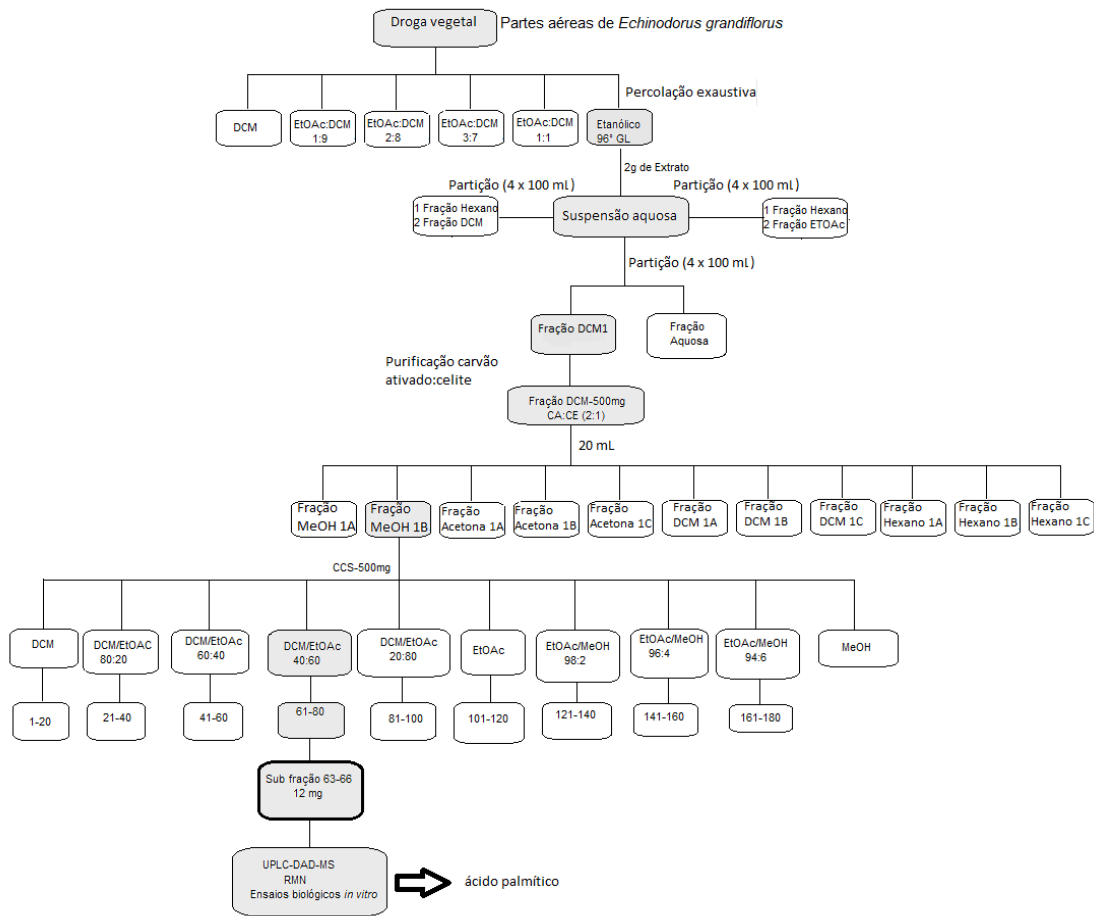 Droga vegetal
Partes aéreas de Echinodorus grandiflorus
Percolação exaustiva
DCM
EtOAc:DCM
1:9
EtOAc:DCM
2:8
EtOAc:DCM
3:7
EtOAc:DCM
1:1
Etanólico
96° GL
2g de Extrato
Partição (4 x 100 ml)
Partição (4 x 100 ml)
1 Fração Hexano
2 Fração DCM
Suspensão aquosa
1 Fração Hexano
2 Fração ETOAc
Partição (4 x 100 ml)
Fração DCM1
Fração
Aquosa
Purificação carvão
ativado:celite
Fração DCM-500mg
CA:CE (2:1)
20 mL
Fração
MeOH 1A
Fração
MeOH 1B
Fração
Acetona 1A
Fração
Acetona 1B
Fração
Acetona 1C
Fração
DCM 1A
Fração
DCM 1B
Fração
DCM 1C
Fração
Hexano 1A
Fração
Hexano 1B
Fração
Hexano 1C
CCS-500mg
DCM
DCM/EtOAC
80:20
DCM/EtOAc
60:40
DCM/EtOAc
40:60
DCM/EtOAc
20:80
EtOAc
EtOAc/MeOH
98:2
EtOAc/MeOH
96:4
EtOAc/MeOH
94:6
MeOH
1-20
21-40
41-60
61-80
81-100
101-120
121-140
141-160
161-180
Sub fração 63-66
12 mg
UPLC-DAD-MS
RMN
Ensaios biológicos in vitro
ácido palmítico